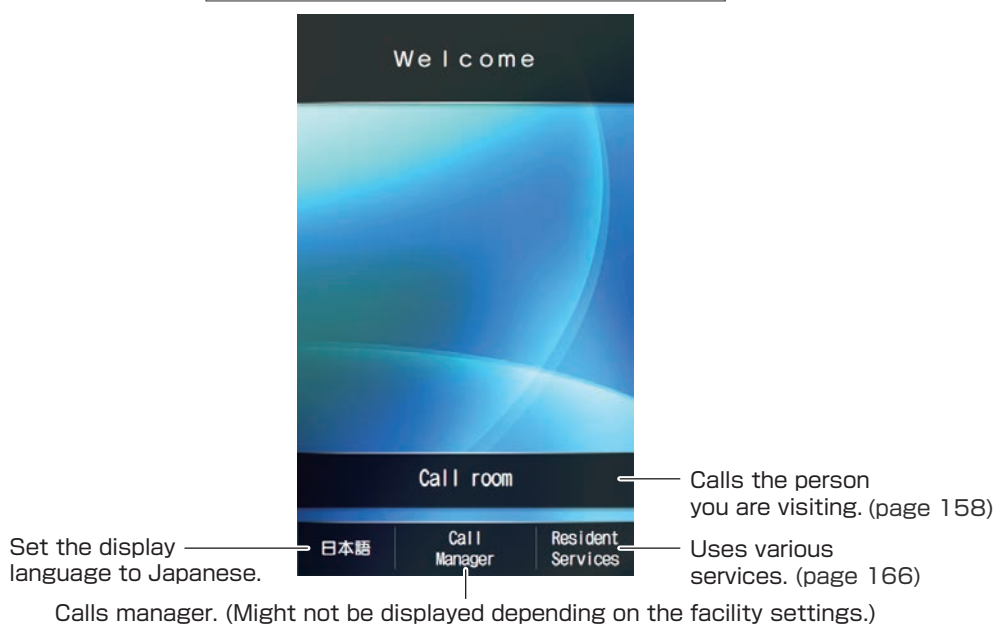 Welcome
Call room
Calls the person
you are visiting. (page 158)
Set the display
language to Japanese.
日本語
Call
Manager
Resident
Services
Uses various
services. (page 166)
Calls manager. (Might not be displayed depending on the facility settings.)